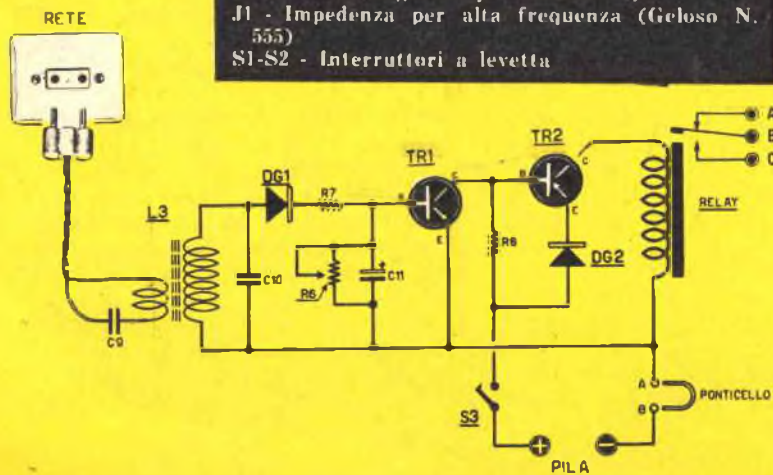 J1 - Impedenza per alta frequenza (Geloso N. 555)
S1-S2 - Interruttori a levetta
RETE
L3
C9
C10
DG1
R7
R6
C11
B
TR1
C
E
R8
B
TR2
C
E
DG2
RELAY
A
B
C
S3
A
B
PONTICELLO
+
−
PILA